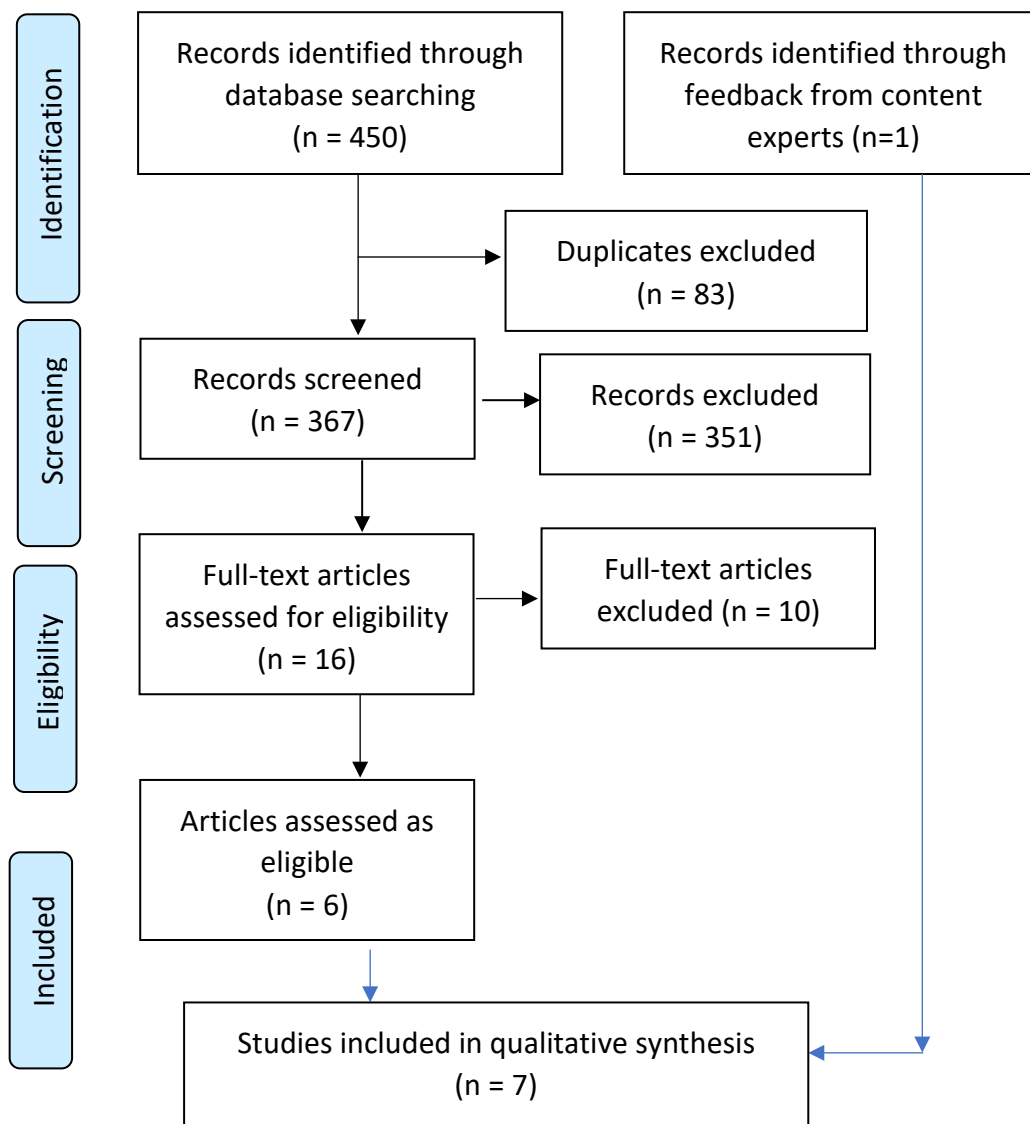 Identification
Records identified through
database searching
(n = 450)
Records identified through
feedback from content
experts (n=1)
Duplicates excluded
(n = 83)
Screening
Records screened
(n = 367)
Records excluded
(n = 351)
Eligibility
Full-text articles
assessed for eligibility
(n = 16)
Full-text articles
excluded (n = 10)
Included
Articles assessed as
eligible
(n = 6)
Studies included in qualitative synthesis
(n = 7)